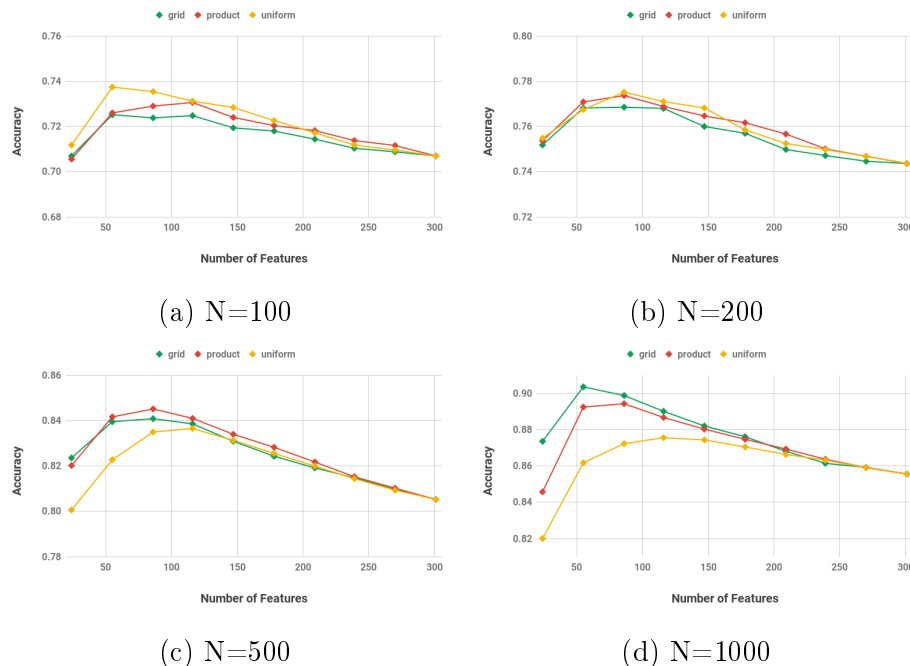 grid product uniform
0.76
0.74
0.72
0.70
0.68
Accuracy
50 100 150 200 250 300
Number of Features
(a) N=100
grid product uniform
0.80
0.78
0.76
0.74
0.72
Accuracy
50 100 150 200 250 300
Number of Features
(b) N=200
grid product uniform
0.86
0.84
0.82
0.80
0.78
Accuracy
50 100 150 200 250 300
Number of Features
(c) N=500
grid product uniform
0.90
0.88
0.86
0.84
0.82
Accuracy
50 100 150 200 250 300
Number of Features
(d) N=1000